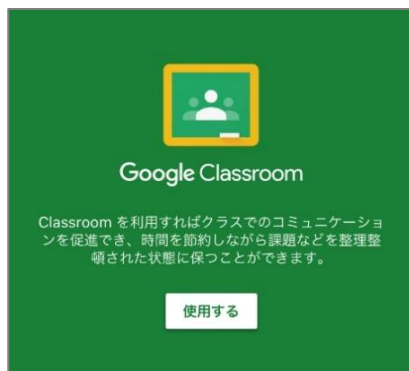 Google Classroom
Classroom を利用すればクラスでのコミュニケーショ
ンを促進でき、時間を節約しながら課題などを整理整
頓された状態に保つことができます。
使用する